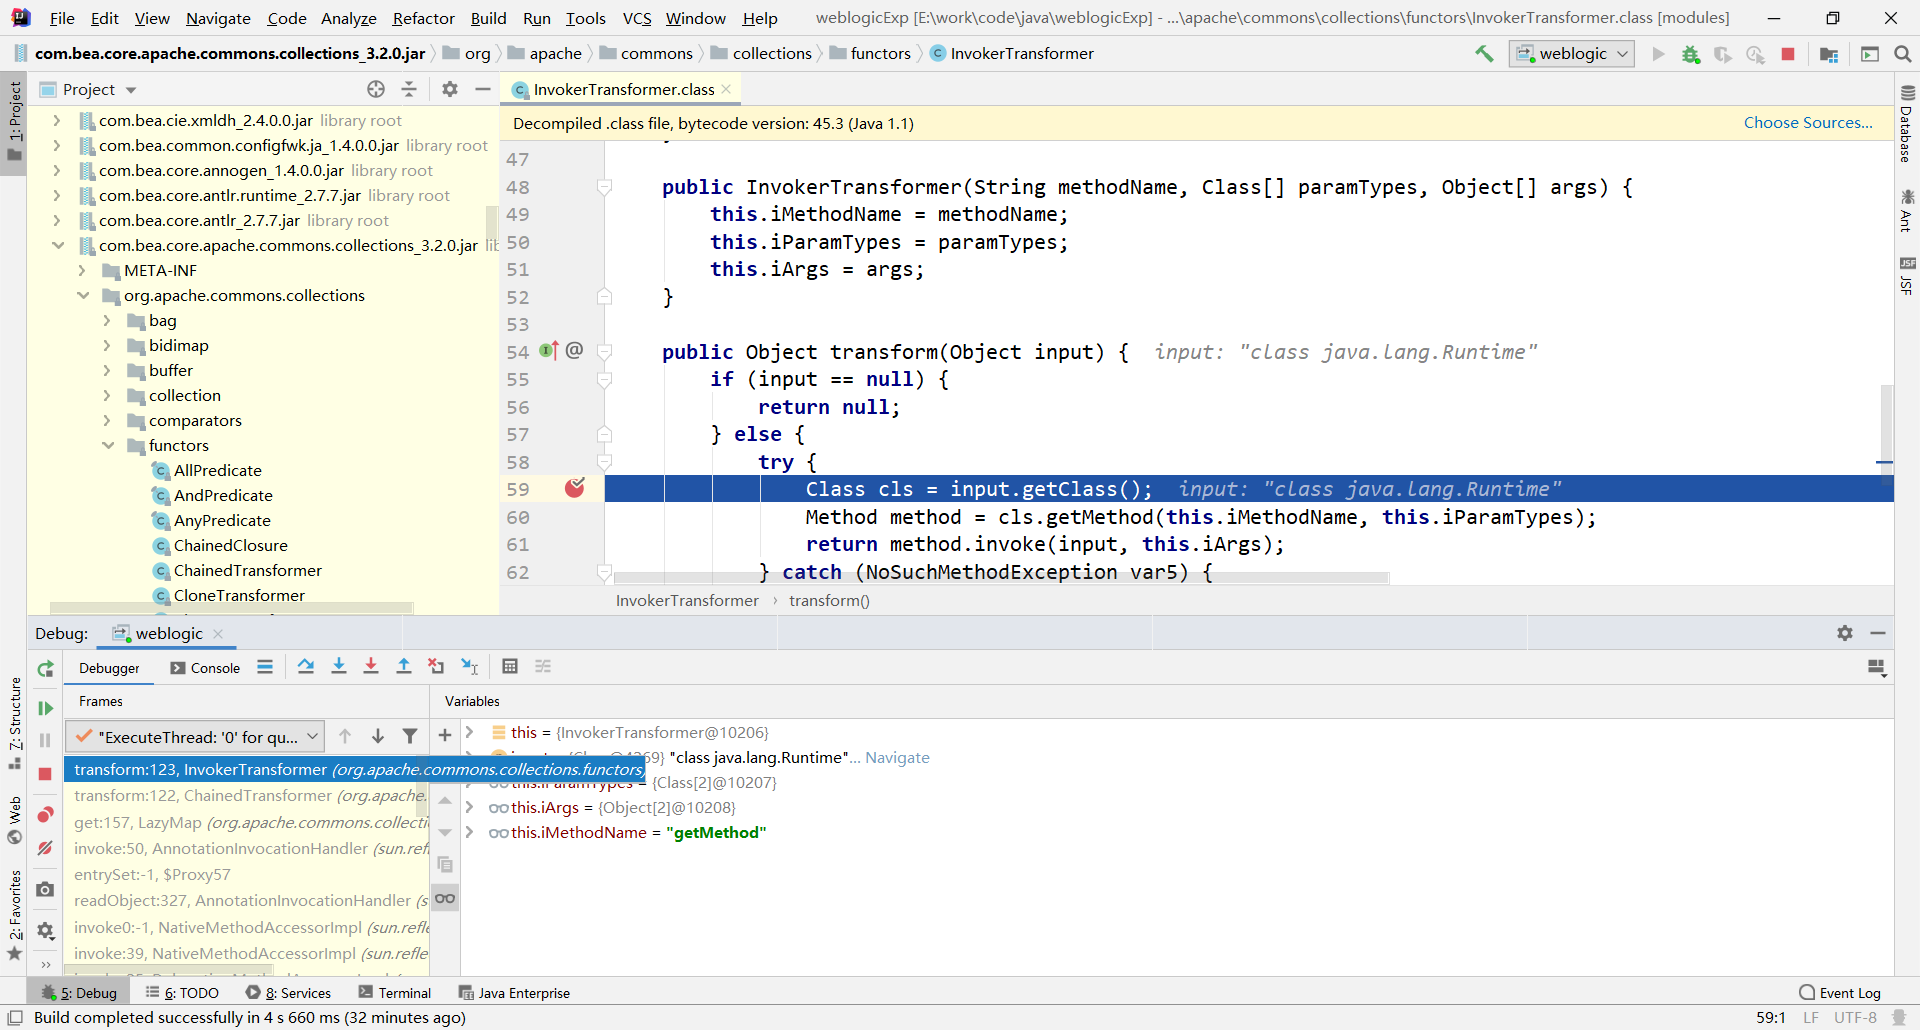 File Edit View Navigate Code Analyze Refactor Build Run Tools VCS Window Help weblogicExp [E:\work\code\java\weblogicExp] - ...\apache\commons\collections\functors\InvokerTransformer.class [modules]
com.bea.core.apache.commons.collections_3.2.0.jar org apache commons collections functors InvokerTransformer weblogic
1: Project
Project
com.bea.cie.xmldh_2.4.0.0.jar library root
com.bea.common.configfwk.ja_1.4.0.0.jar library root
com.bea.core.annogen_1.4.0.0.jar library root
com.bea.core.antlr.runtime_2.7.7.jar library root
com.bea.core.antlr_2.7.7.jar library root
com.bea.core.apache.commons.collections_3.2.0.jar lib
META-INF
org.apache.commons.collections
bag
bidimap
buffer
collection
comparators
functors
AllPredicate
AndPredicate
AnyPredicate
ChainedClosure
ChainedTransformer
CloneTransformer
InvokerTransformer.class
Decompiled .class file, bytecode version: 45.3 (Java 1.1) Choose Sources...
47
48 public InvokerTransformer(String methodName, Class[] paramTypes, Object[] args) {
49 this.iMethodName = methodName;
50 this.iParamTypes = paramTypes;
51 this.iArgs = args;
52 }
53
54 @ public Object transform(Object input) { input: "class java.lang.Runtime"
55 if (input == null) {
56 return null;
57 } else {
58 try {
59 Class cls = input.getClass(); input: "class java.lang.Runtime"
60 Method method = cls.getMethod(this.iMethodName, this.iParamTypes);
61 return method.invoke(input, this.iArgs);
62 } catch (NoSuchMethodException var5) {
InvokerTransformer › transform()
Database
Ant
JSF
Debug: weblogic
Debugger Console
Frames
"ExecuteThread: '0' for qu...
transform:123, InvokerTransformer (org.apache.commons.collections.functors)
transform:122, ChainedTransformer (org.apache.
get:157, LazyMap (org.apache.commons.collecti
invoke:50, AnnotationInvocationHandler (sun.refl
entrySet:-1, $Proxy57
readObject:327, AnnotationInvocationHandler (s
invoke0:-1, NativeMethodAccessorImpl (sun.refle
invoke:39, NativeMethodAccessorImpl (sun.refle
Variables
this = {InvokerTransformer@10206}
"class java.lang.Runtime"... Navigate
this.iParamTypes = {Class[2]@10207}
this.iArgs = {Object[2]@10208}
this.iMethodName = "getMethod"
7: Structure
Web
2: Favorites
5: Debug 6: TODO 8: Services Terminal Java Enterprise Event Log
Build completed successfully in 4 s 660 ms (32 minutes ago) 59:1 LF UTF-8